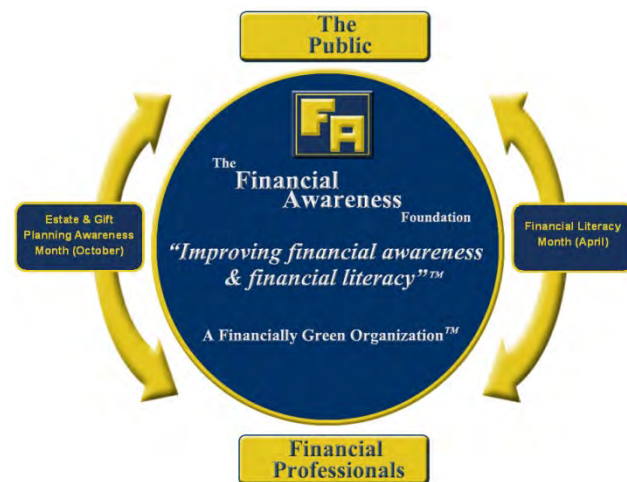 The
Public
FA
The
Financial
Awareness
Foundation
Estate & Gift
Planning Awareness
Month (October)
Financial Literacy
Month (April)
"Improving financial awareness
& financial literacy"™
A Financially Green Organization™
Financial
Professionals